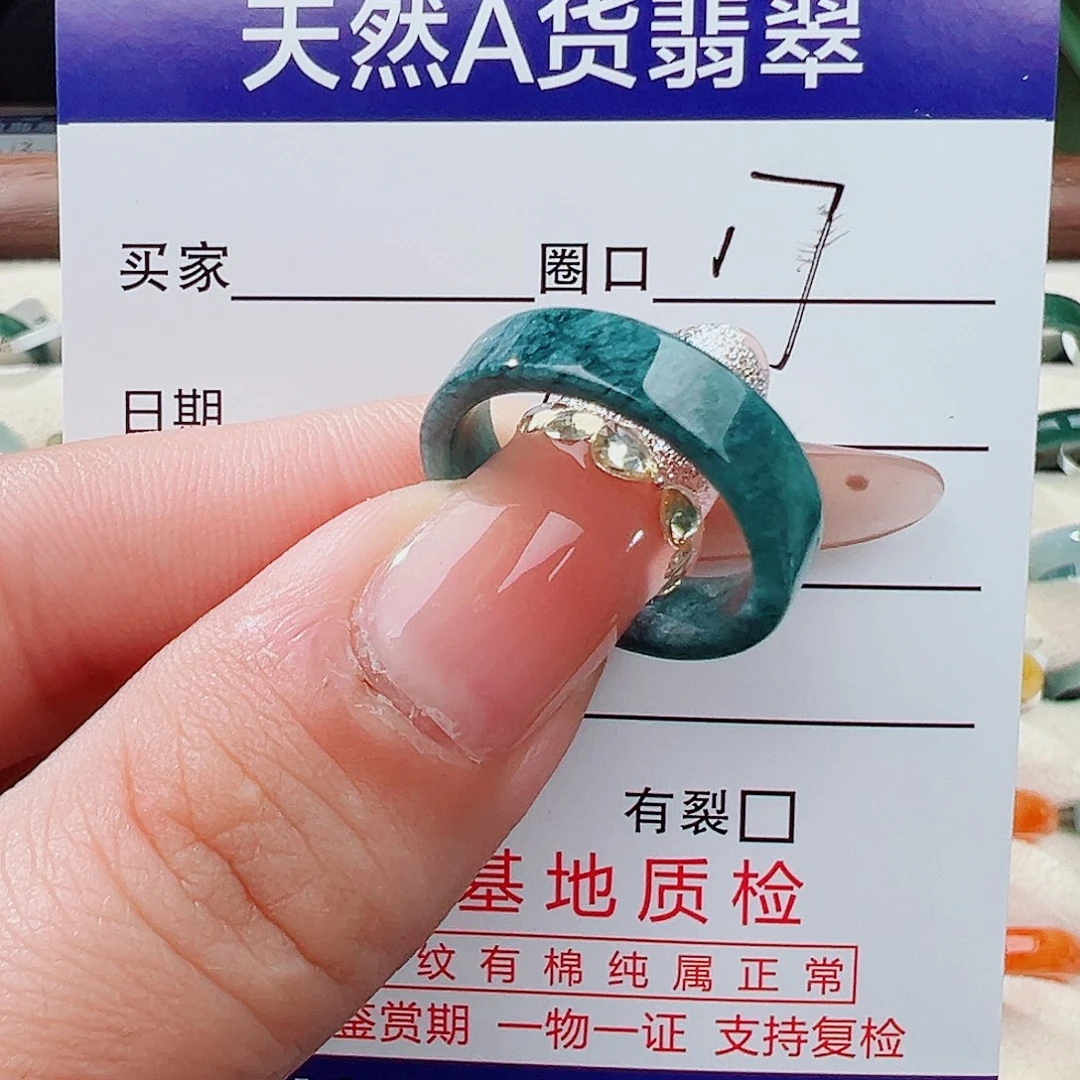 天然A货翡翠
买家 圈口 17
日期
有裂
基地质检
纹有棉纯属正常
鉴赏期 一物一证 支持复检